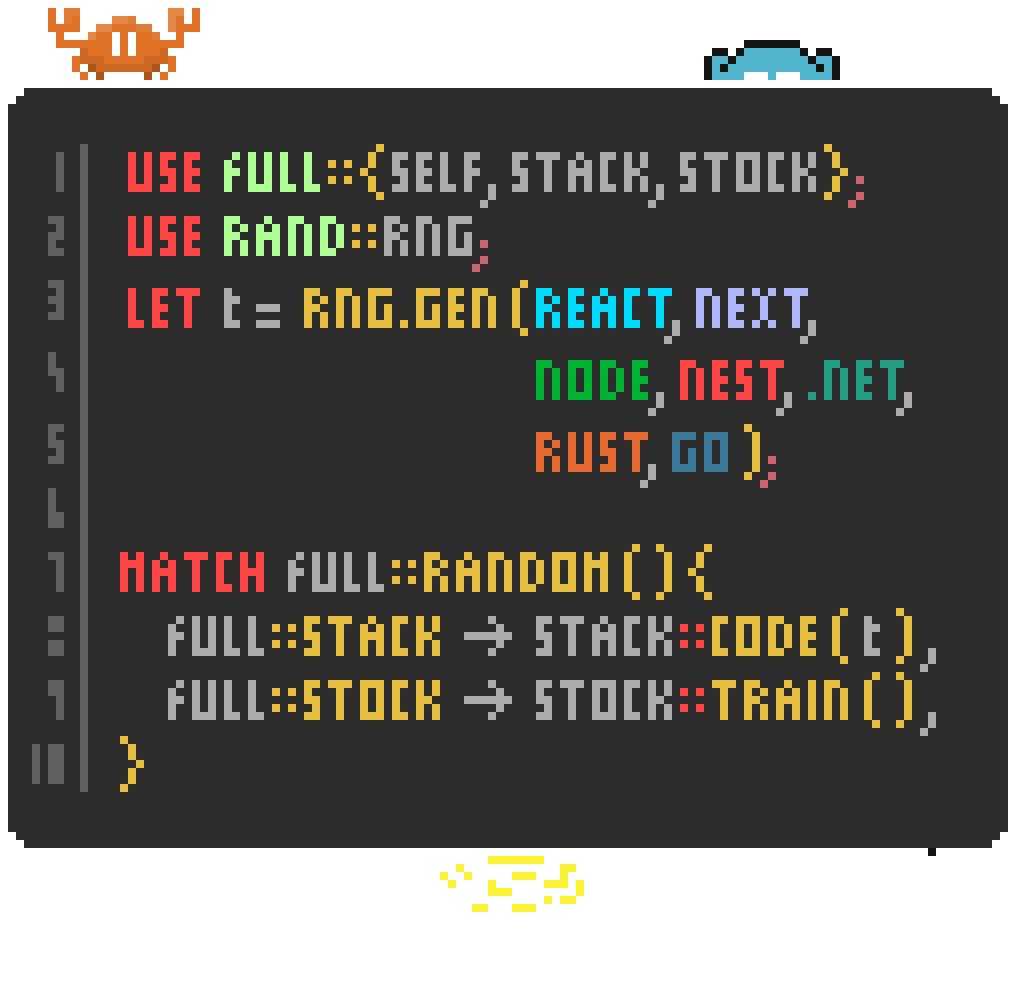 1 USE FULL::{SELF, STACK, STOCK};
2 USE RAND::RNG;
3 LET t = RNG.GEN(REACT, NEXT,
4 NODE, NEST, .NET,
5 RUST, GO );
6
7 MATCH FULL::RANDOM(){
8 FULL::STACK → STACK::CODE(t),
9 FULL::STOCK → STOCK::TRAIN(),
10 }